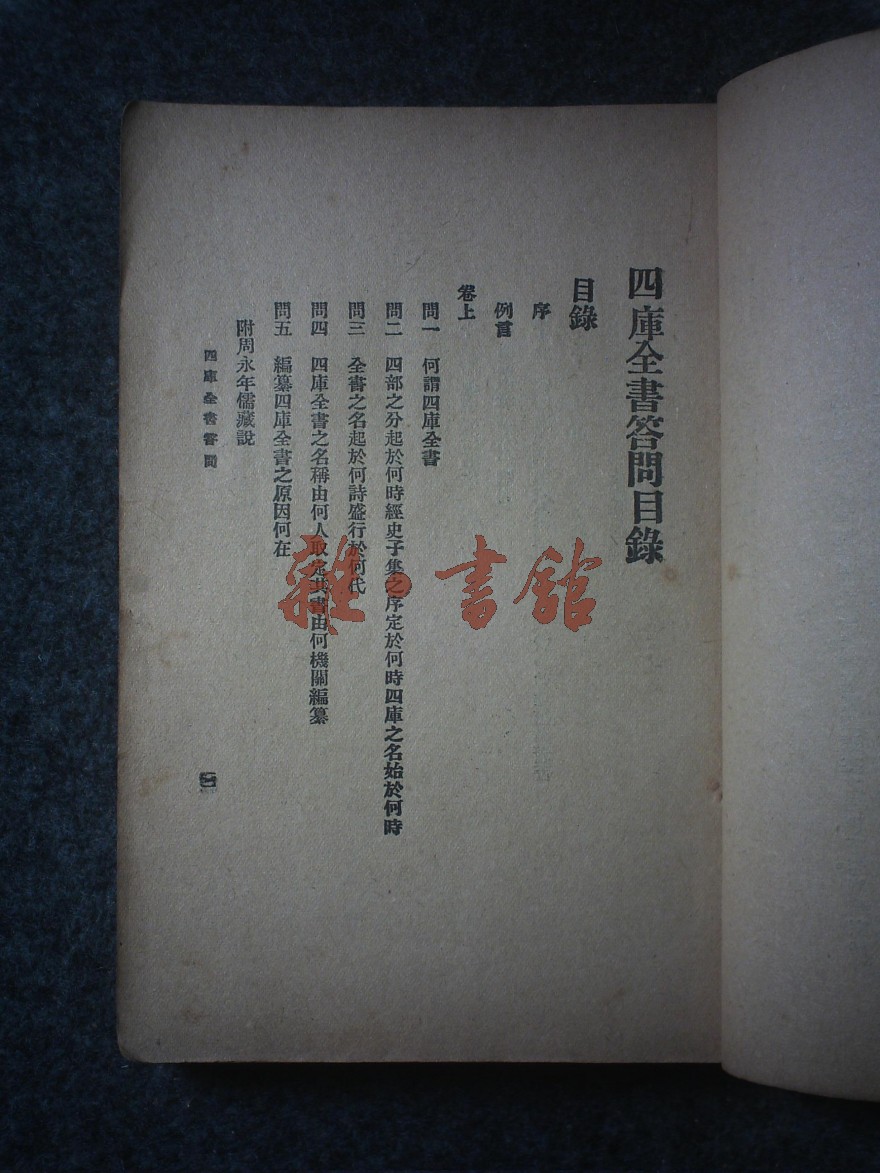 四庫全書答問目錄
目錄
序
例言
卷上
問一 何謂四庫全書
問二 四部之分起於何時經史子集之序定於何時四庫之名始於何時
問三 全書之名起於何詩盛行於何代
問四 四庫全書之名稱由何人取定其書由何機關編纂
問五 編纂四庫全書之原因何在
附周永年儒藏說
四庫全書答問
雜·書館